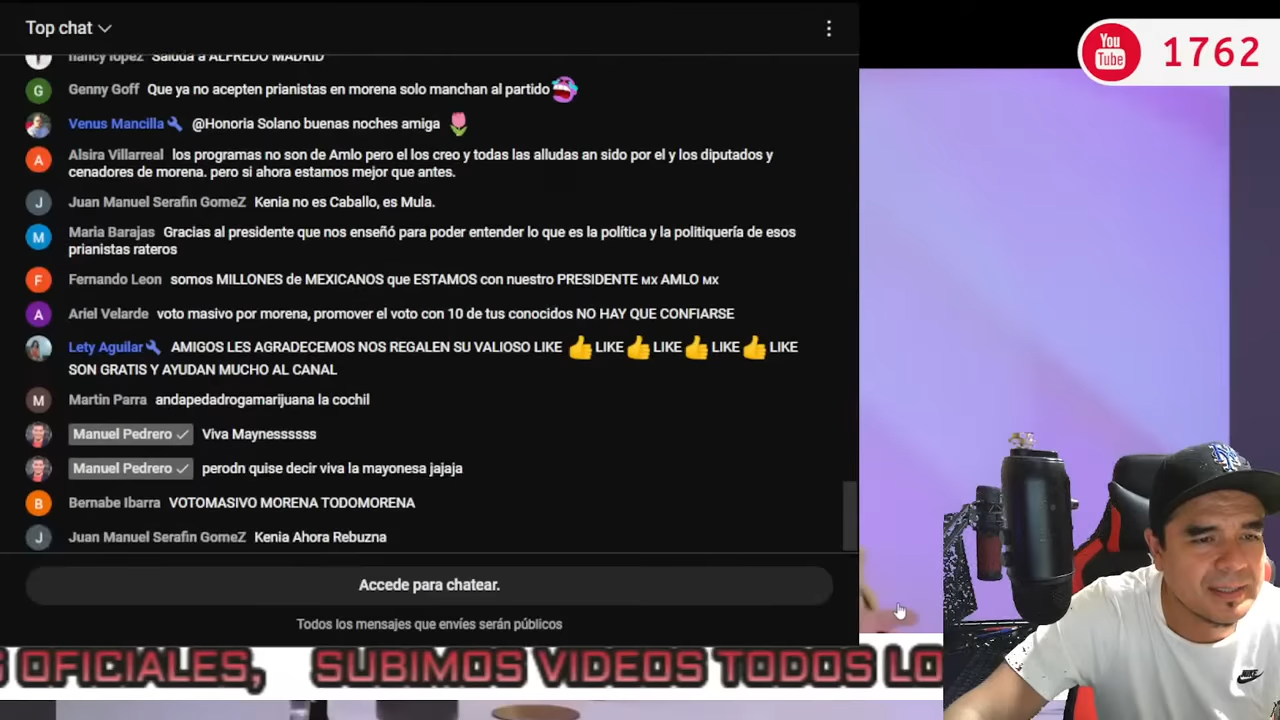 Top chat
You
Tube
1762
nancy lopez Saluda a ALFREDO MADRID
Genny Goff Que ya no acepten prianistas en morena solo manchan al partido
Venus Mancilla @Honoria Solano buenas noches amiga
Alsira Villarreal los programas no son de Amlo pero el los creo y todas las alludas an sido por el y los diputados y
cenadores de morena. pero si ahora estamos mejor que antes.
Juan Manuel Serafin GomeZ Kenia no es Caballo, es Mula.
Maria Barajas Gracias al presidente que nos enseñó para poder entender lo que es la política y la politiquería de esos
prianistas rateros
Fernando Leon somos MILLONES de MEXICANOS que ESTAMOS con nuestro PRESIDENTE MX AMLO MX
Ariel Velarde voto masivo por morena, promover el voto con 10 de tus conocidos NO HAY QUE CONFIARSE
Lety Aguilar AMIGOS LES AGRADECEMOS NOS REGALEN SU VALIOSO LIKE LIKE LIKE LIKE LIKE
SON GRATIS Y AYUDAN MUCHO AL CANAL
Martin Parra andapedadrogamarijuana la cochil
Manuel Pedrero Viva Maynesssss
Manuel Pedrero perodn quise decir viva la mayonesa jajaja
Bernabe Ibarra VOTOMASIVO MORENA TODOMORENA
Juan Manuel Serafin GomeZ Kenia Ahora Rebuzna
Accede para chatear.
Todos los mensajes que envíes serán públicos
S OFICIALES, SUBIMOS VIDEOS TODOS LO